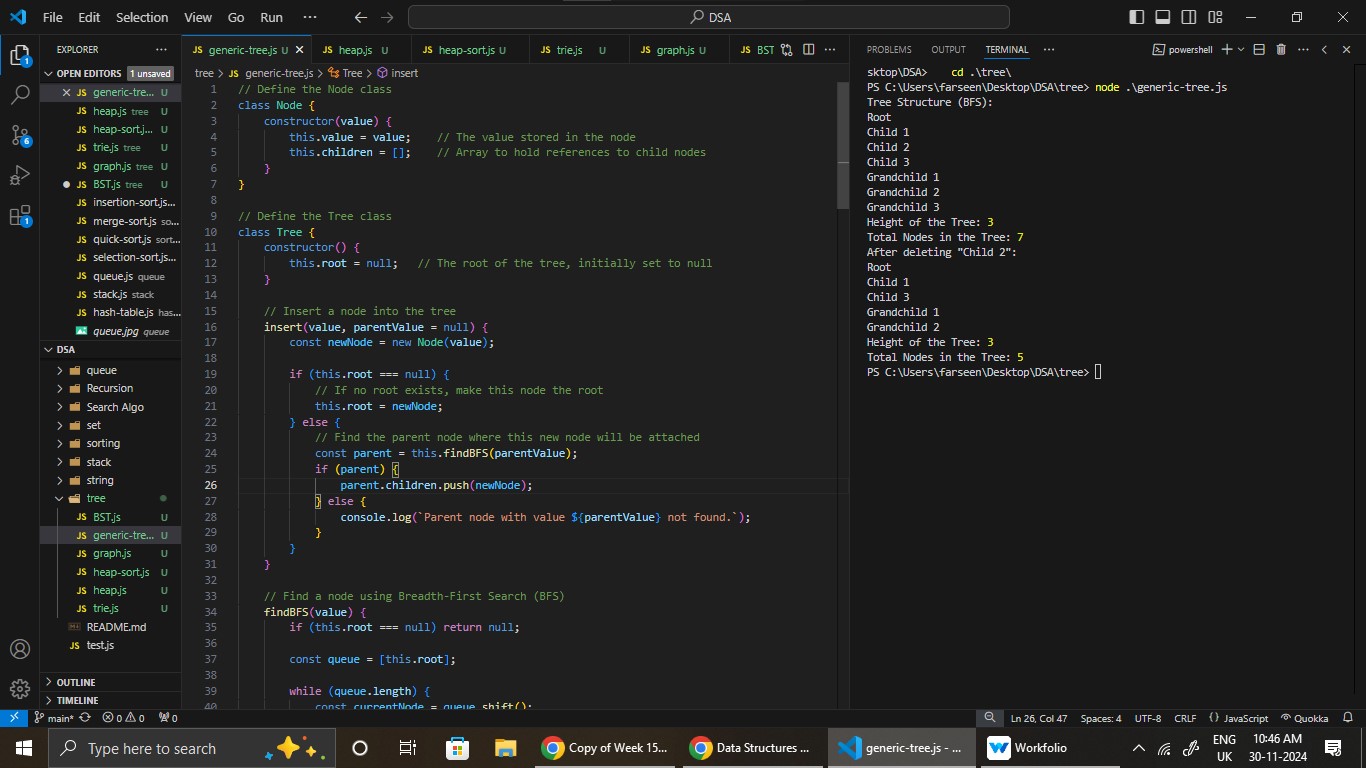 File Edit Selection View Go Run ··· DSA
EXPLORER ···
OPEN EDITORS 1 unsaved
JS generic-tre... U
JS heap.js tree U
JS heap-sort.j... U
JS trie.js tree U
JS graph.js tree U
JS BST.js tree U
JS insertion-sort.js...
JS merge-sort.js so...
JS quick-sort.js sort...
JS selection-sort.js...
JS queue.js queue
JS stack.js stack
JS hash-table.js has...
queue.jpg queue
DSA
queue
Recursion
Search Algo
set
sorting
stack
string
tree
JS BST.js U
JS generic-tre... U
JS graph.js U
JS heap-sort.js U
JS heap.js U
JS trie.js U
README.md
JS test.js
OUTLINE
TIMELINE
1
6
1
JS generic-tree.js U JS heap.js U JS heap-sort.js U JS trie.js U JS graph.js U JS BST ···
tree > JS generic-tree.js > Tree > insert
1 // Define the Node class
2 class Node {
3 constructor(value) {
4 this.value = value; // The value stored in the node
5 this.children = []; // Array to hold references to child nodes
6 }
7 }
8
9 // Define the Tree class
10 class Tree {
11 constructor() {
12 this.root = null; // The root of the tree, initially set to null
13 }
14
15 // Insert a node into the tree
16 insert(value, parentValue = null) {
17 const newNode = new Node(value);
18
19 if (this.root === null) {
20 // If no root exists, make this node the root
21 this.root = newNode;
22 } else {
23 // Find the parent node where this new node will be attached
24 const parent = this.findBFS(parentValue);
25 if (parent) {
26 parent.children.push(newNode);
27 } else {
28 console.log(`Parent node with value ${parentValue} not found.`);
29 }
30 }
31 }
32
33 // Find a node using Breadth-First Search (BFS)
34 findBFS(value) {
35 if (this.root === null) return null;
36
37 const queue = [this.root];
38
39 while (queue.length) {
40 const currentNode = queue.shift();
PROBLEMS OUTPUT TERMINAL ··· powershell
sktop\DSA> cd .\tree\
PS C:\Users\farseen\Desktop\DSA\tree> node .\generic-tree.js
Tree Structure (BFS):
Root
Child 1
Child 2
Child 3
Grandchild 1
Grandchild 2
Grandchild 3
Height of the Tree: 3
Total Nodes in the Tree: 7
After deleting "Child 2":
Root
Child 1
Child 3
Grandchild 1
Grandchild 2
Height of the Tree: 3
Total Nodes in the Tree: 5
PS C:\Users\farseen\Desktop\DSA\tree>
main* 0 0 0 Ln 26, Col 47 Spaces: 4 UTF-8 CRLF {} JavaScript Quokka
Type here to search Copy of Week 15... Data Structures ... generic-tree.js - ... Workfolio ENG 10:46 AM
UK 30-11-2024